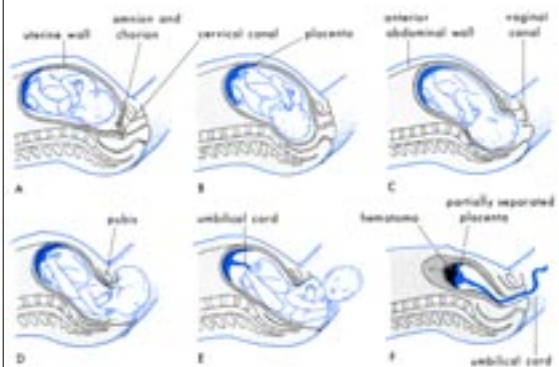 amnion and
chorion
uterine wall
cervical canal
placenta
anterior
abdominal wall
vaginal
canal
A
B
C
pubis
umbilical cord
hematoma
partially separated
placenta
D
E
F
umbilical cord